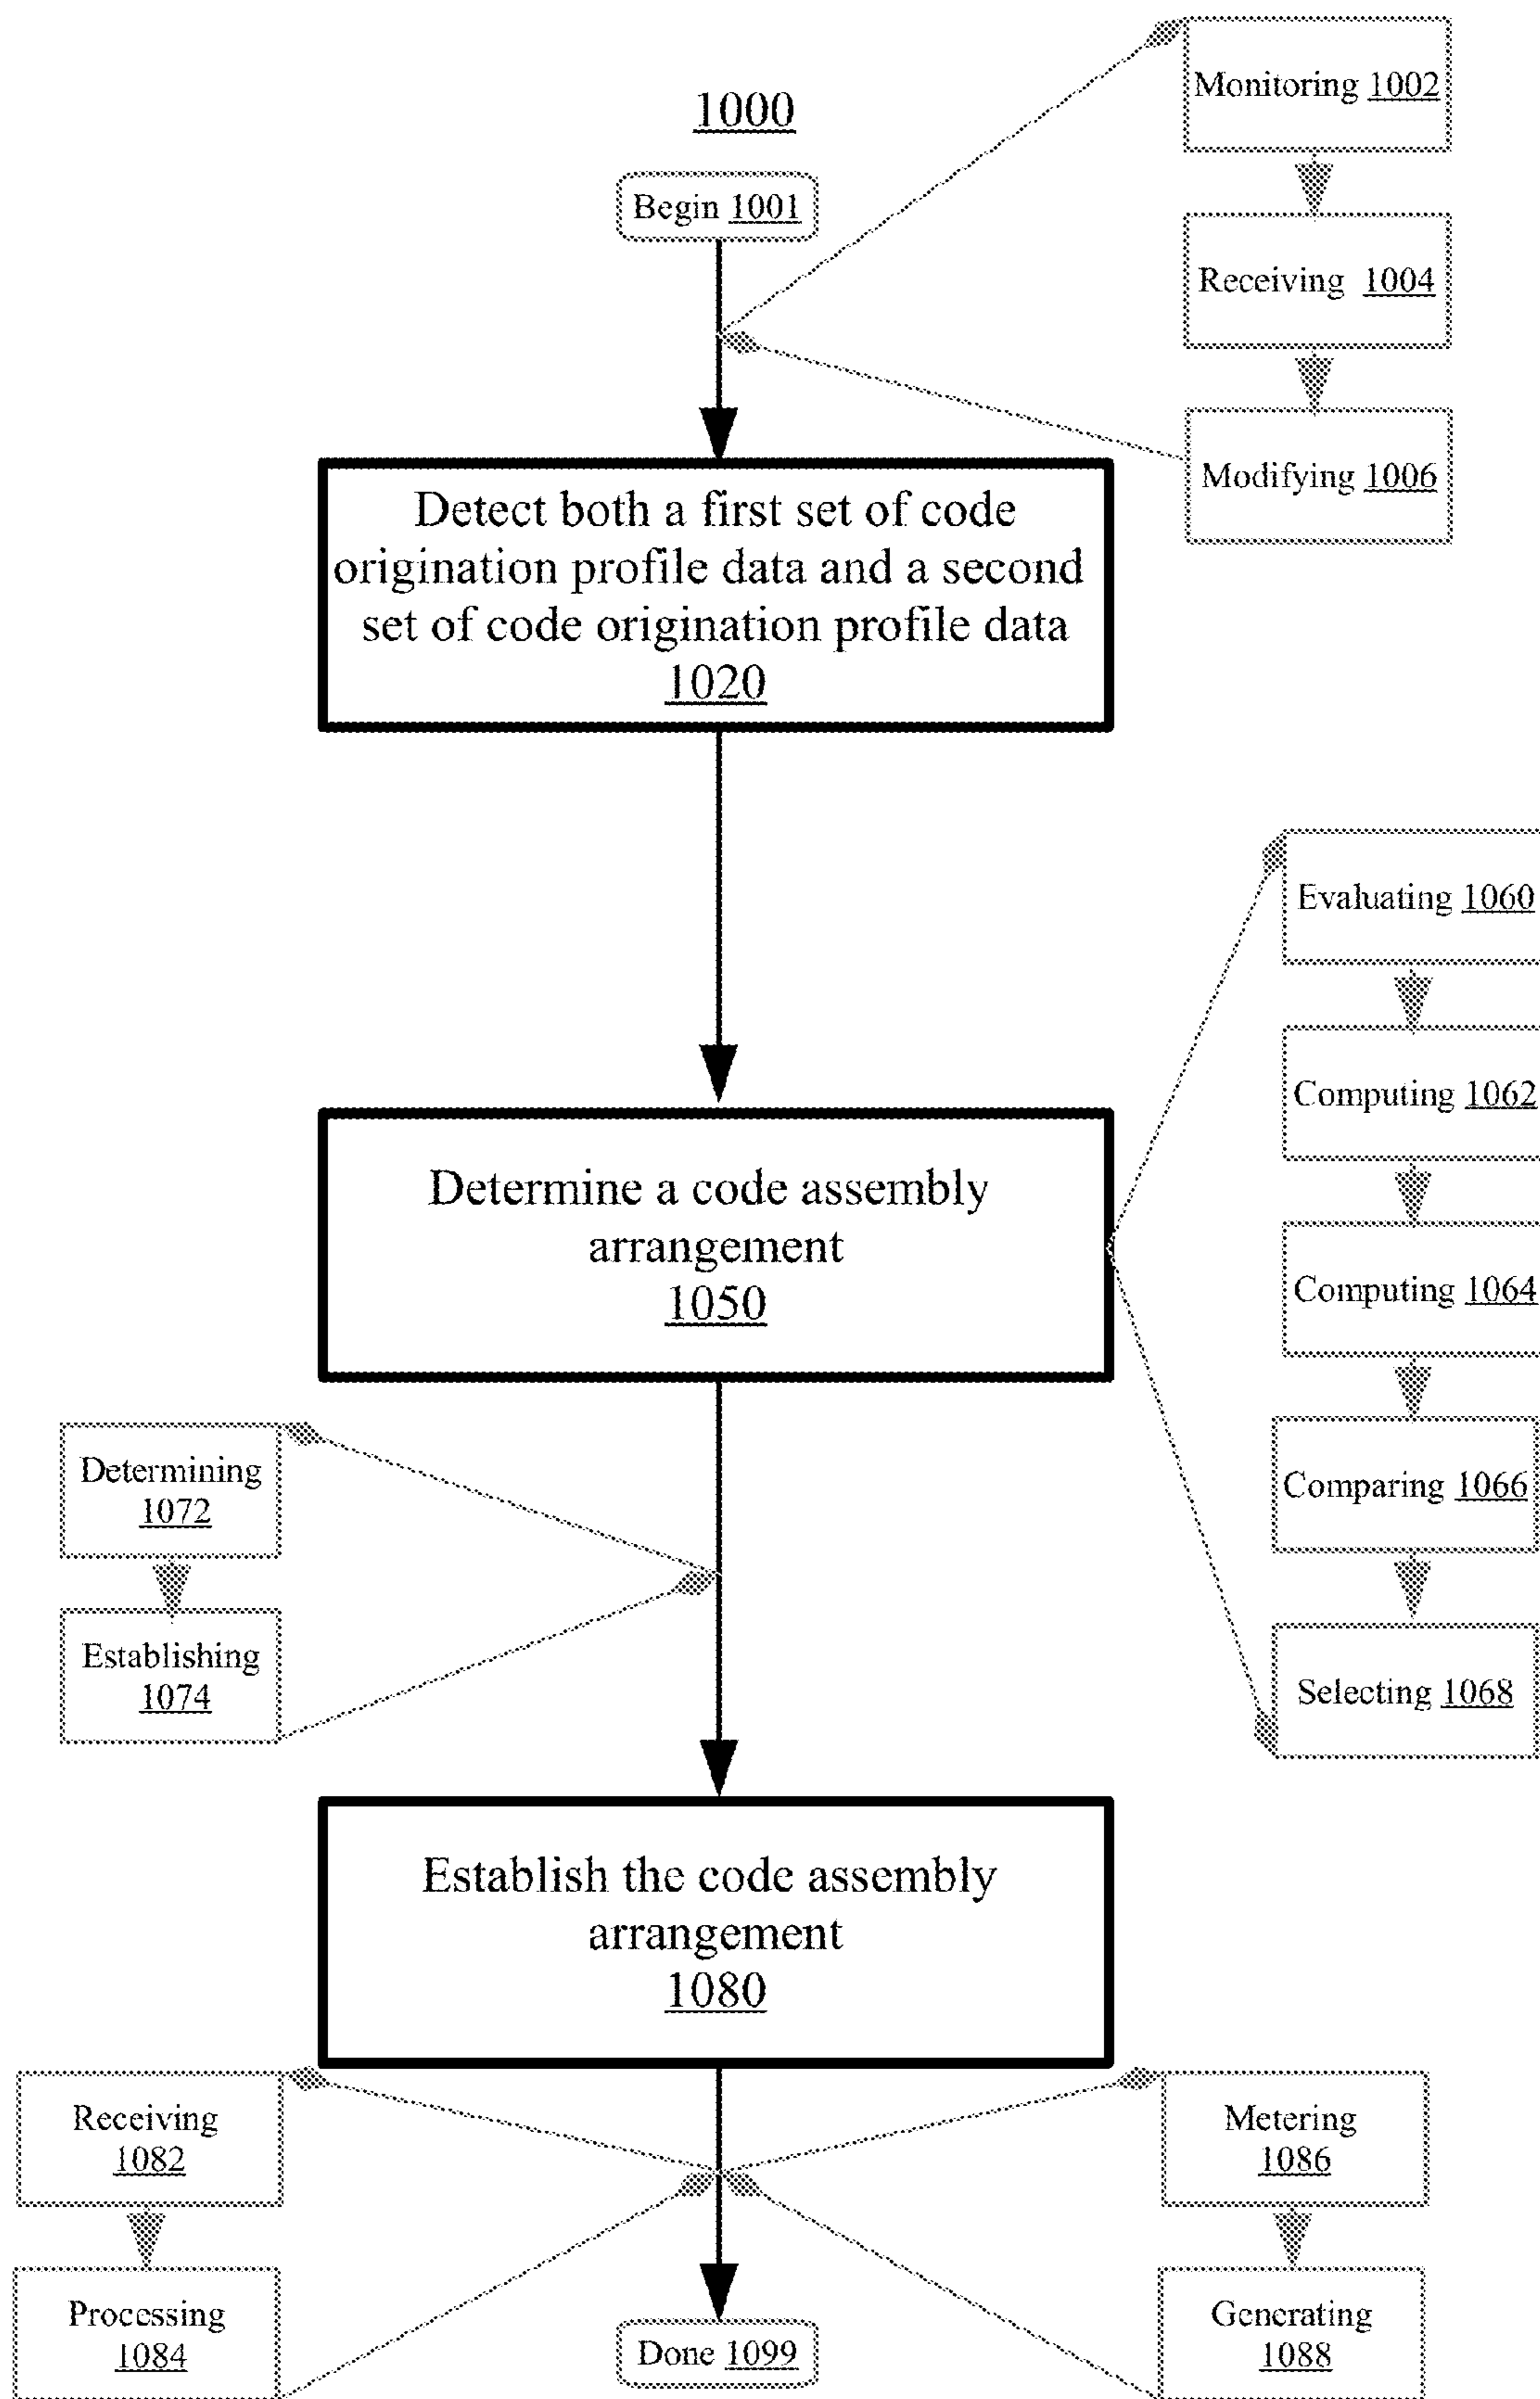 1000
Begin 1001
Monitoring 1002
Receiving 1004
Modifying 1006
Detect both a first set of code
origination profile data and a second
set of code origination profile data
1020
Evaluating 1060
Computing 1062
Computing 1064
Comparing 1066
Selecting 1068
Determine a code assembly
arrangement
1050
Determining
1072
Establishing
1074
Establish the code assembly
arrangement
1080
Receiving
1082
Processing
1084
Metering
1086
Generating
1088
Done 1099